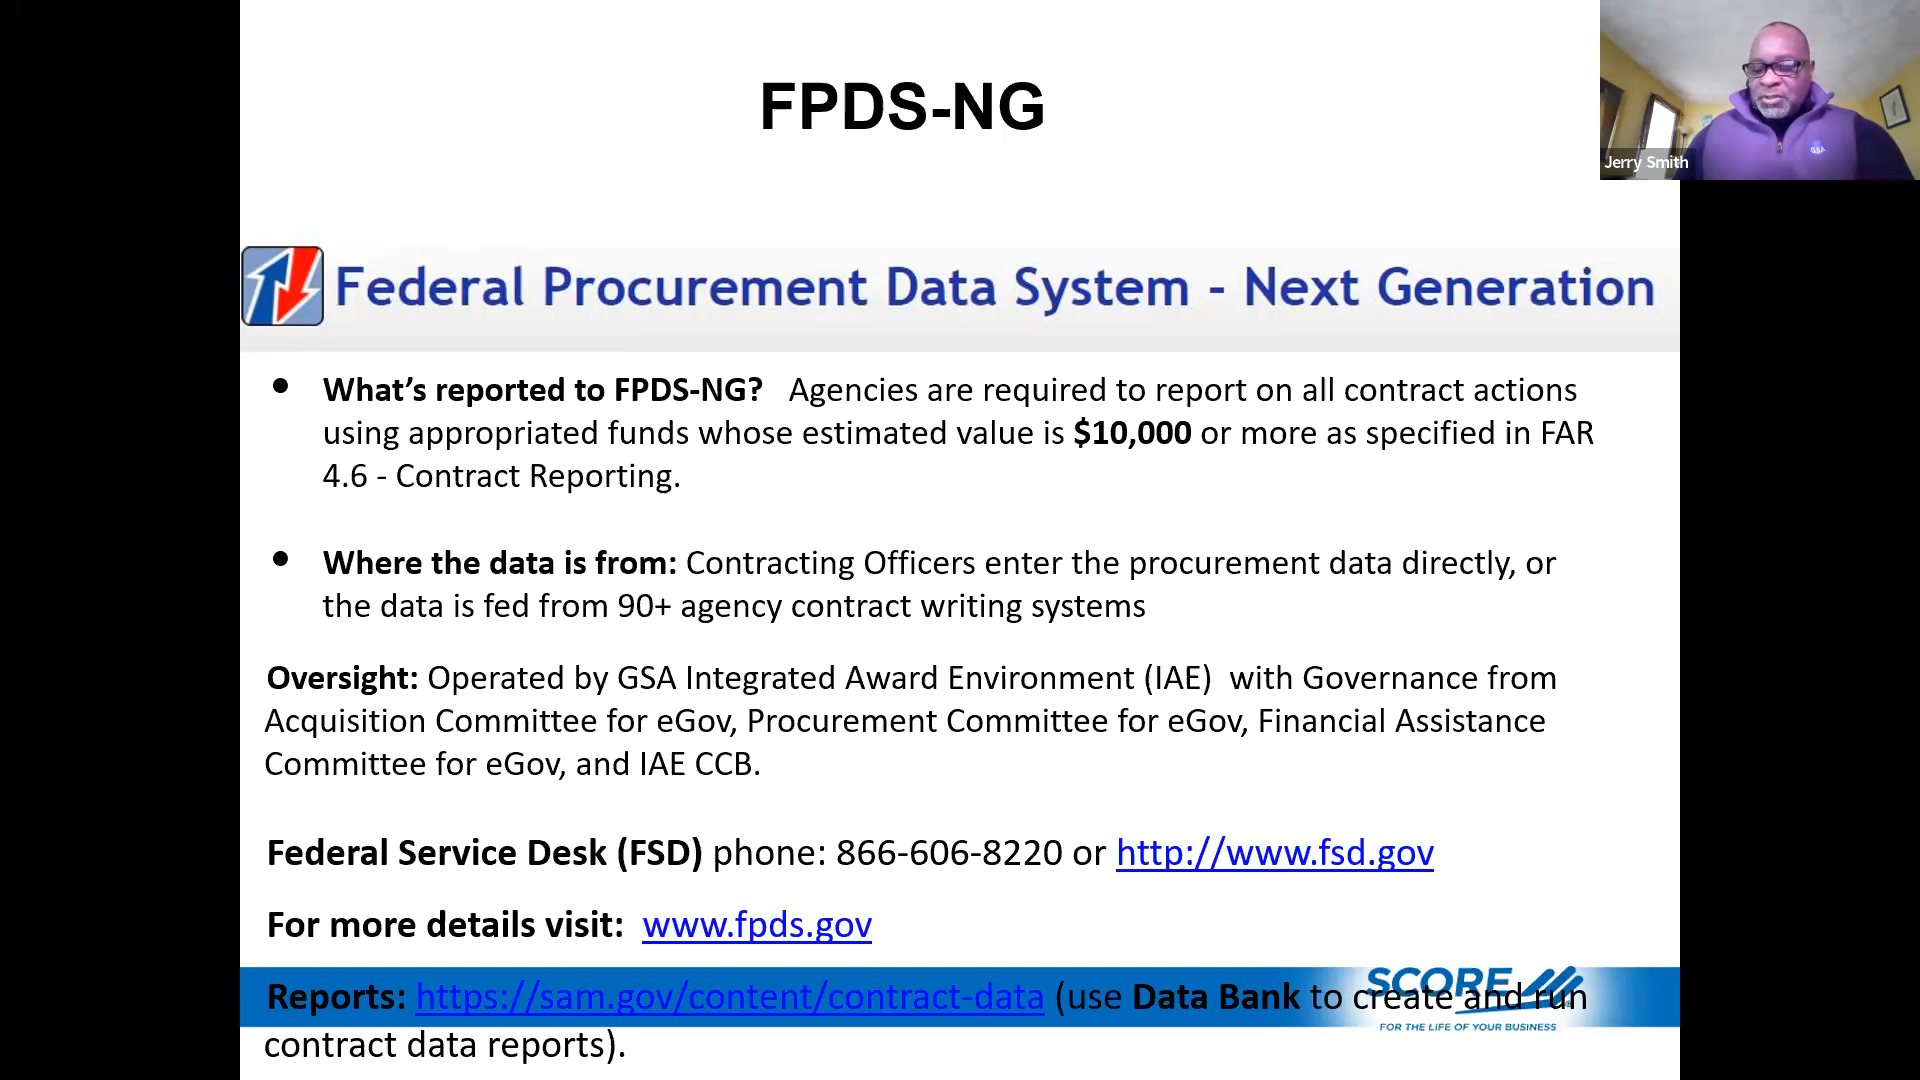 FPDS-NG
GSA
Jerry Smith
Federal Procurement Data System - Next Generation
• What’s reported to FPDS-NG? Agencies are required to report on all contract actions
using appropriated funds whose estimated value is $10,000 or more as specified in FAR
4.6 - Contract Reporting.
• Where the data is from: Contracting Officers enter the procurement data directly, or
the data is fed from 90+ agency contract writing systems
Oversight: Operated by GSA Integrated Award Environment (IAE) with Governance from
Acquisition Committee for eGov, Procurement Committee for eGov, Financial Assistance
Committee for eGov, and IAE CCB.
Federal Service Desk (FSD) phone: 866-606-8220 or http://www.fsd.gov
For more details visit: www.fpds.gov
SCORE
Reports: https://sam.gov/content/contract-data (use Data Bank to create and run
FOR THE LIFE OF YOUR BUSINESS
contract data reports).